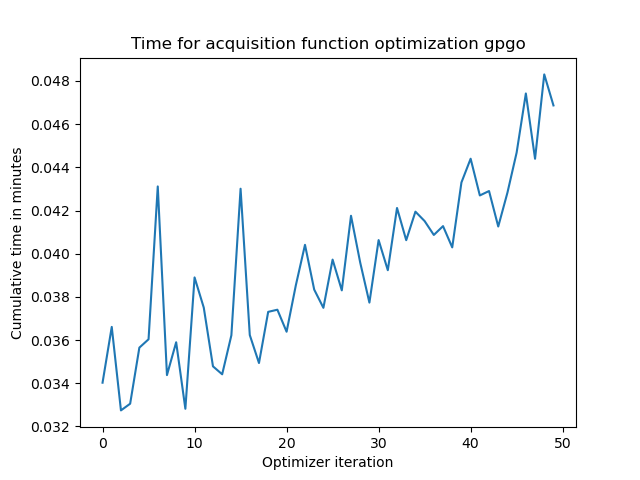 Time for acquisition function optimization gpgo
Cumulative time in minutes
0.048
0.046
0.044
0.042
0.040
0.038
0.036
0.034
0.032
0 10 20 30 40 50
Optimizer iteration